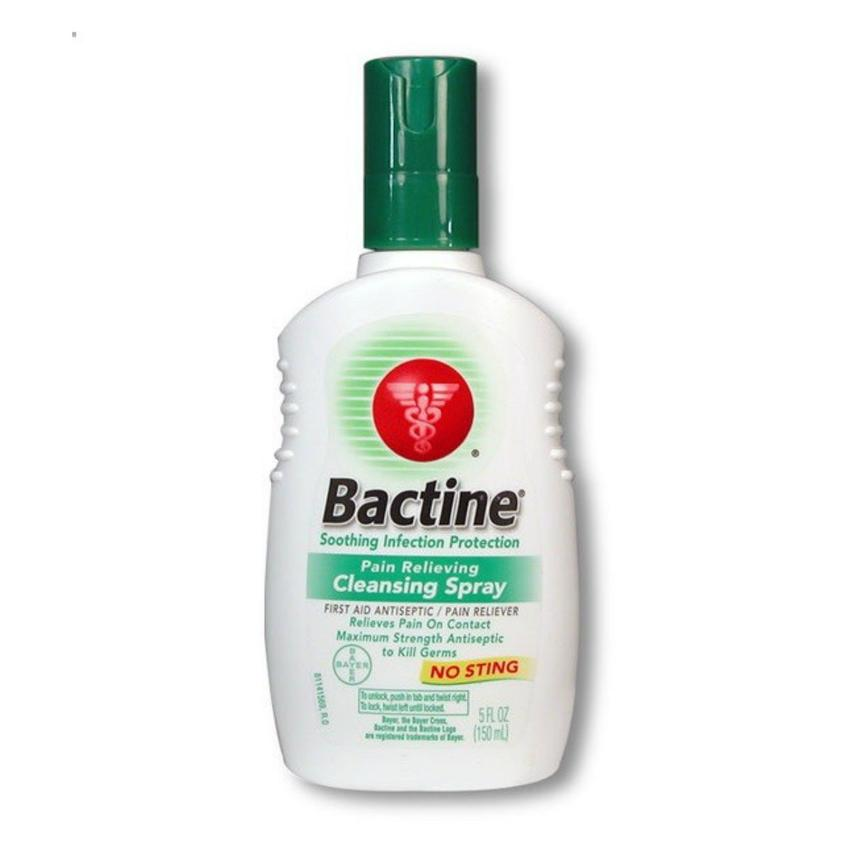 ®
Bactine®
Soothing Infection Protection
Pain Relieving
Cleansing Spray
FIRST AID ANTISEPTIC / PAIN RELIEVER
Relieves Pain On Contact
Maximum Strength Antiseptic
to Kill Germs
NO STING
BAYER
BAYER
81141569, R.0
To unlock, push in tab and twist right.
To lock, twist left until locked.
Bayer, the Bayer Cross,
Bactine and the Bactine Logo
are registered trademarks of Bayer.
5 FL OZ
(150 mL)